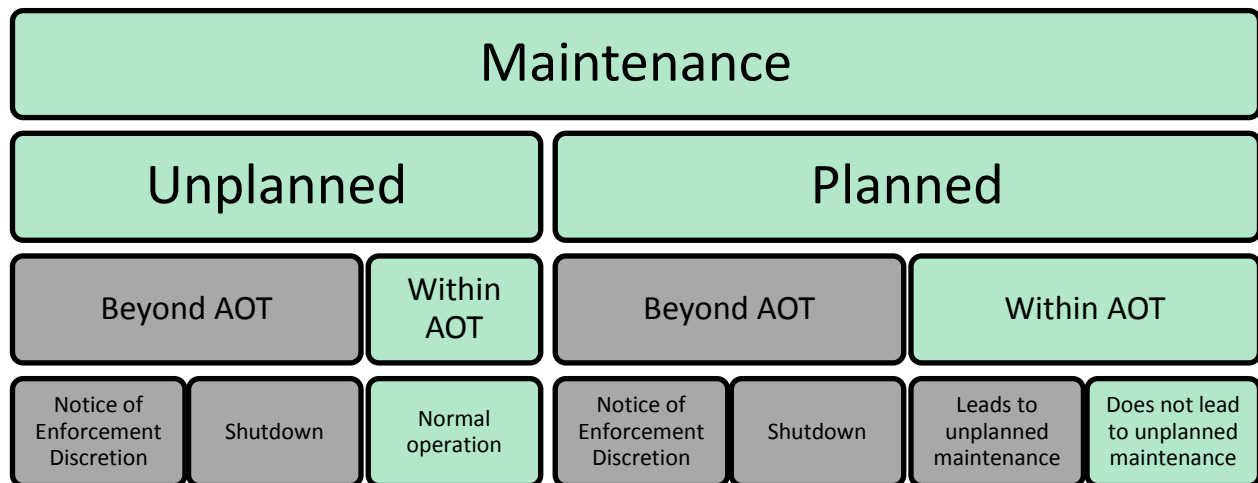 Maintenance
Unplanned
Planned
Beyond AOT
Within
AOT
Beyond AOT
Within AOT
Notice of
Enforcement
Discretion
Shutdown
Normal
operation
Notice of
Enforcement
Discretion
Shutdown
Leads to
unplanned
maintenance
Does not lead
to unplanned
maintenance